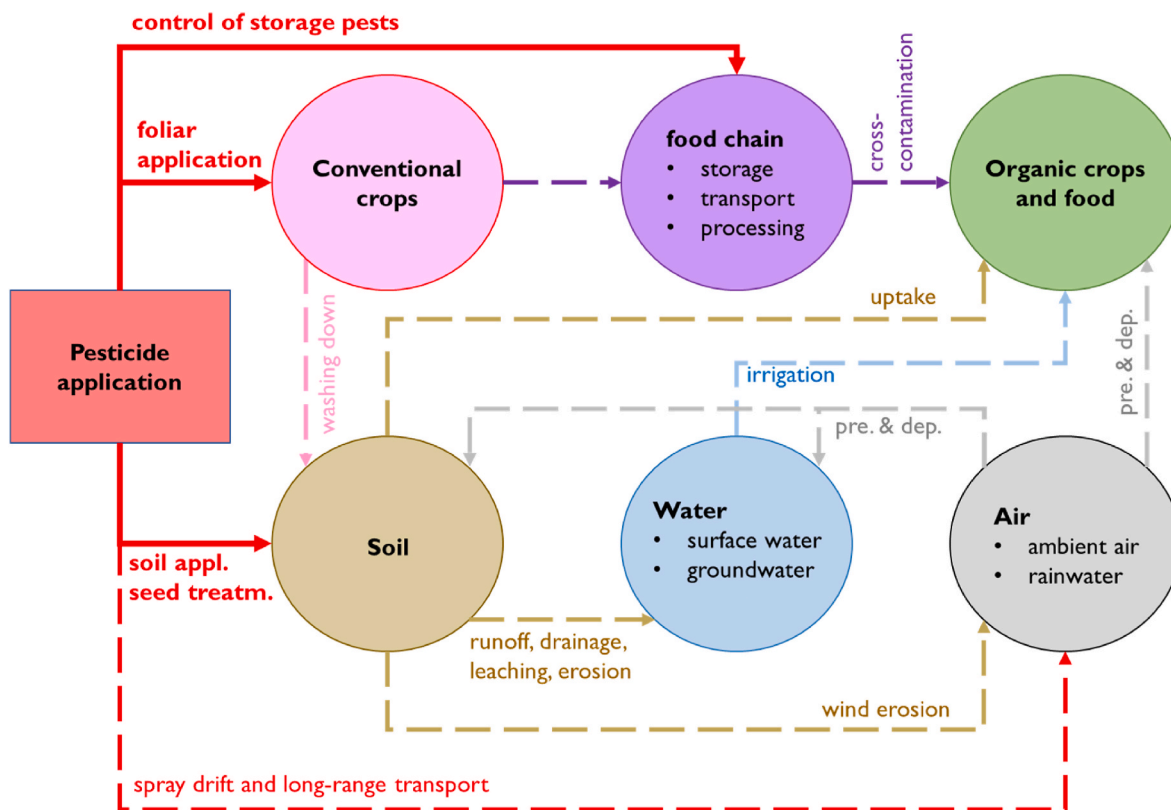 control of storage pests
foliar
application
Conventional
crops
food chain
• storage
• transport
• processing
cross-
contamination
Organic crops
and food
washing down
uptake
Pesticide
application
irrigation
pre. & dep.
pre. & dep.
Soil
Water
• surface water
• groundwater
Air
• ambient air
• rainwater
soil appl.
seed treatm.
runoff, drainage,
leaching, erosion
wind erosion
spray drift and long-range transport